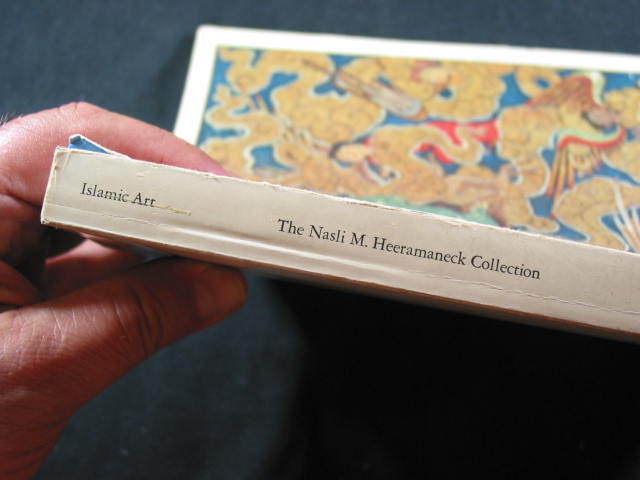 Islamic Art
The Nasli M. Heeramaneck Collection